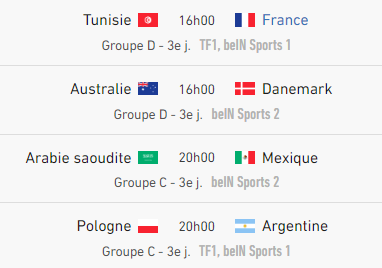 Tunisie 16h00 France
Groupe D - 3e j. TF1, beIN Sports 1
Australie 16h00 Danemark
Groupe D - 3e j. beIN Sports 2
Arabie saoudite 20h00 Mexique
Groupe C - 3e j. beIN Sports 2
Pologne 20h00 Argentine
Groupe C - 3e j. TF1, beIN Sports 1